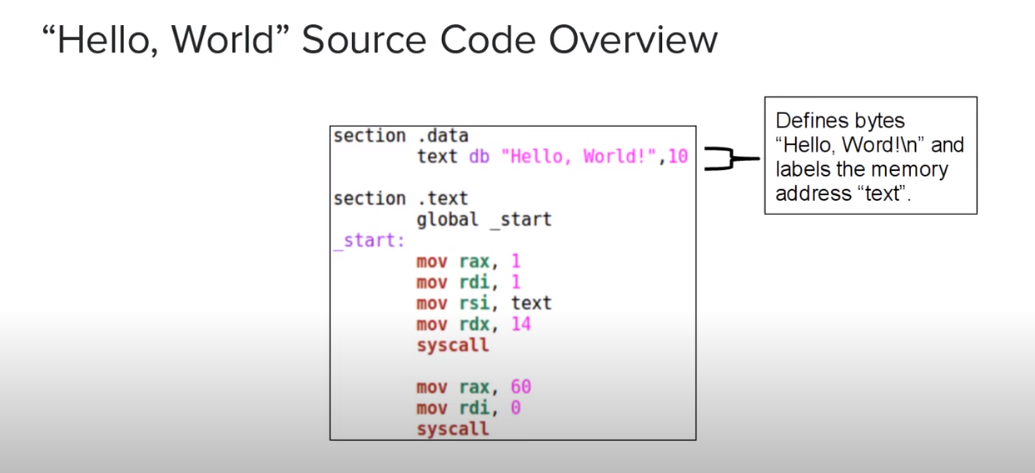 “Hello, World” Source Code Overview
section .data
text db "Hello, World!",10
section .text
global _start
_start:
mov rax, 1
mov rdi, 1
mov rsi, text
mov rdx, 14
syscall
mov rax, 60
mov rdi, 0
syscall
Defines bytes
“Hello, Word!\n” and
labels the memory
address “text”.